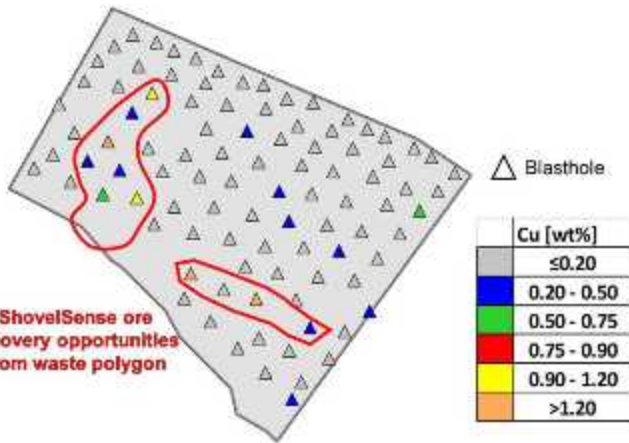 Blasthole
Cu [wt%]
≤0.20
0.20 - 0.50
0.50 - 0.75
0.75 - 0.90
0.90 - 1.20
>1.20
ShovelSense ore
overy opportunities
om waste polygon